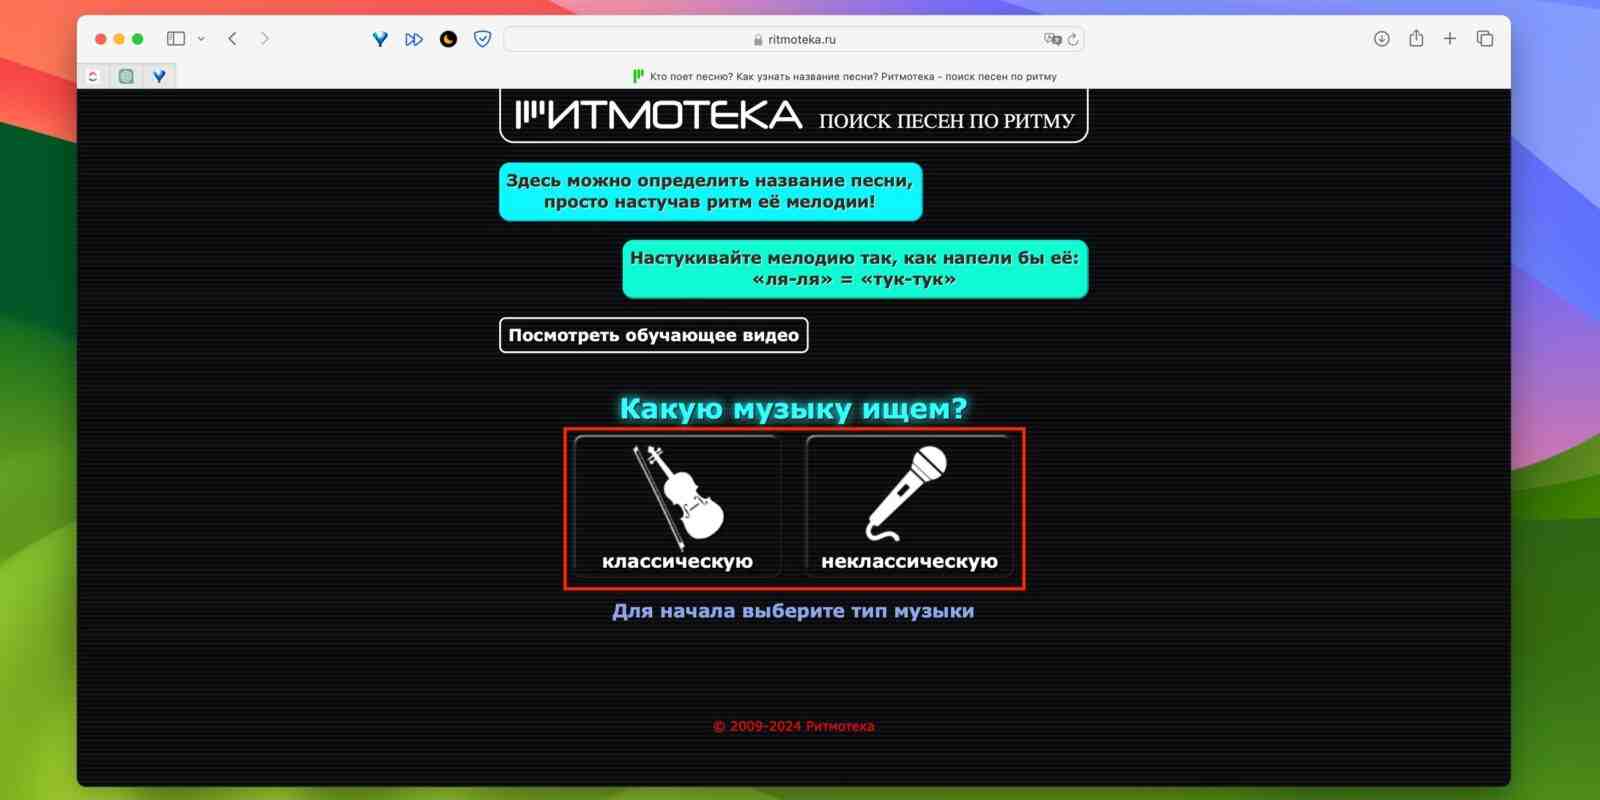 ritmoteka.ru
Кто поет песню? Как узнать название песни? Ритмотека - поиск песен по ритму
РИТМОТЕКА ПОИСК ПЕСЕН ПО РИТМУ
Здесь можно определить название песни,
просто настучав ритм её мелодии!
Настукивайте мелодию так, как напели бы её:
«ля-ля» = «тук-тук»
Посмотреть обучающее видео
Какую музыку ищем?
классическую
неклассическую
Для начала выберите тип музыки
© 2009-2024 Ритмотека